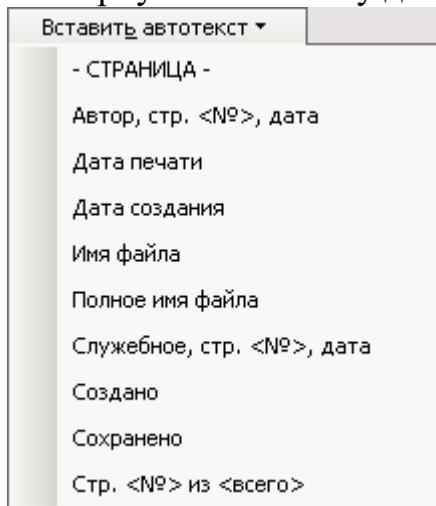 Вставить автотекст
- СТРАНИЦА -
Автор, стр. <№>, дата
Дата печати
Дата создания
Имя файла
Полное имя файла
Служебное, стр. <№>, дата
Создано
Сохранено
Стр. <№> из <всего>